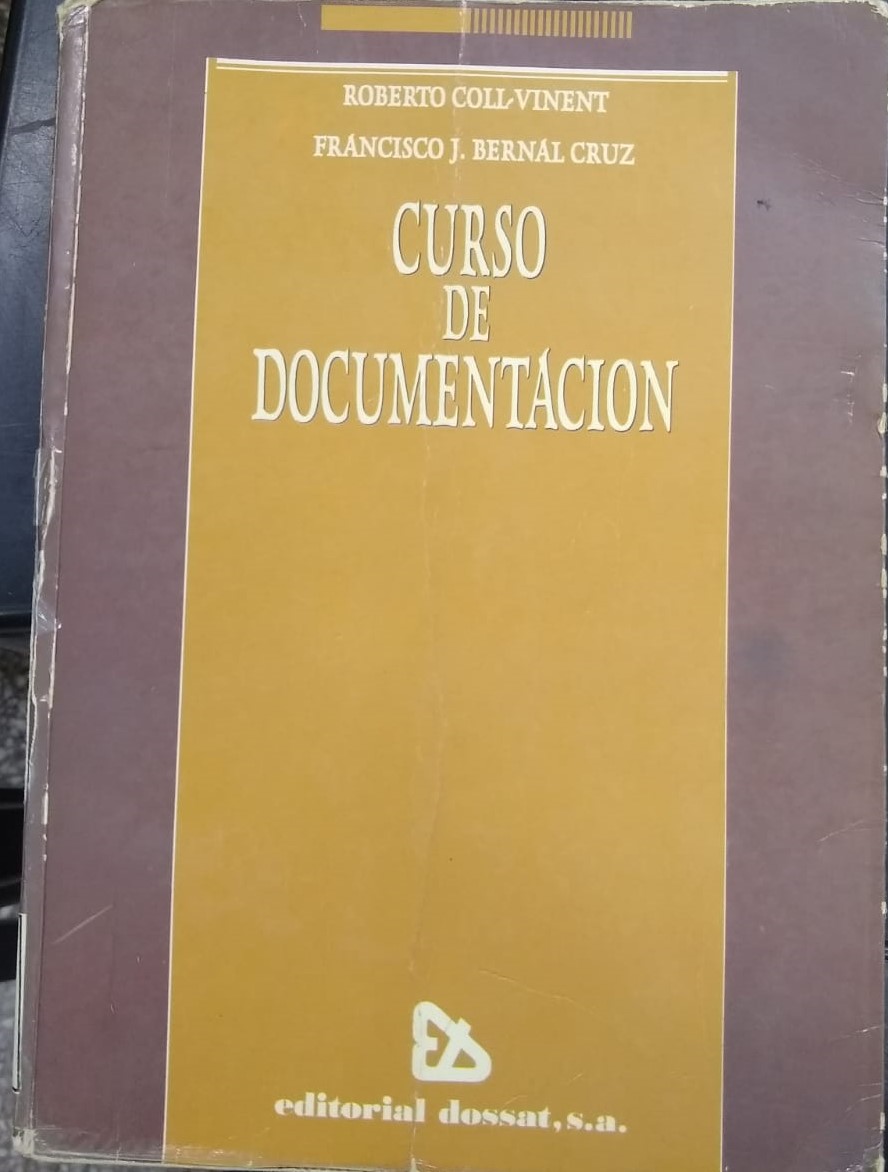 ROBERTO COLL-VINENT
FRANCISCO J. BERNAL CRUZ
CURSO
DE
DOCUMENTACION
editorial dossat, s.a.